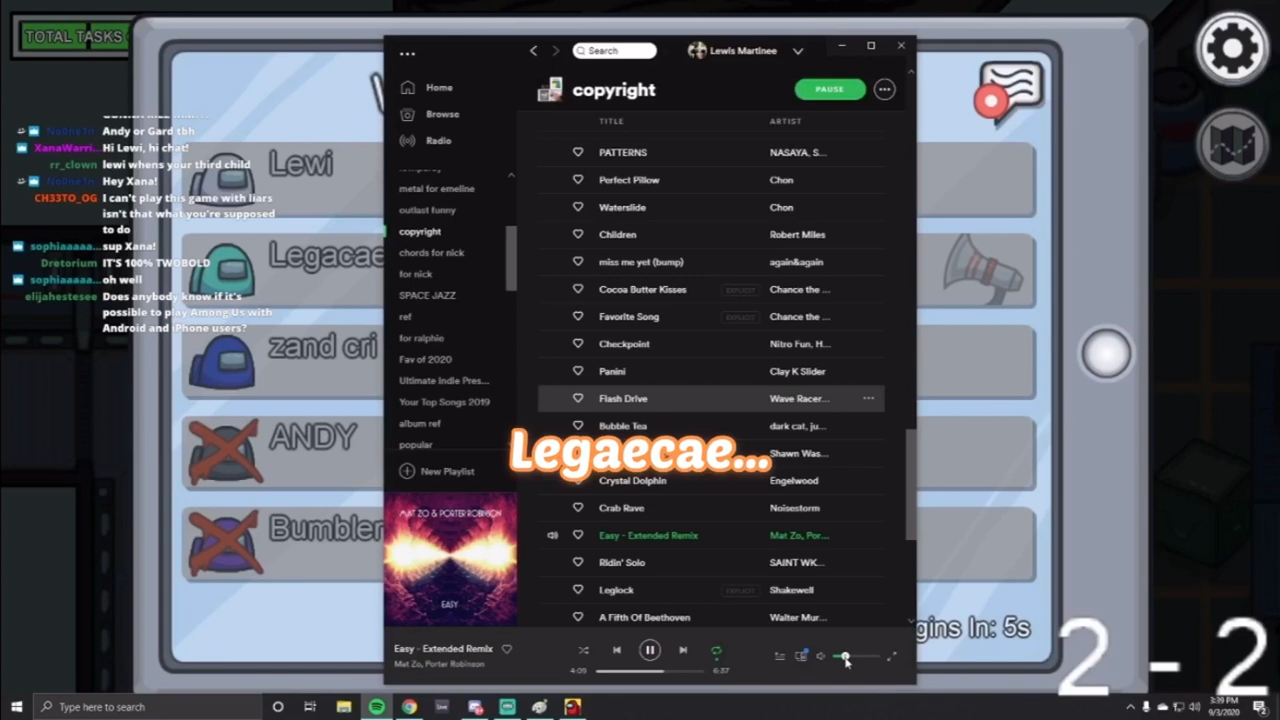 TOTAL TASKS
Andy or Gard tbh
XanaWarri... Hi Lewi, hi chat!
rr_clown lewi whens your third child
Hey Xana!
CH33TO_OG I can't play this game with liars
isn't that what you're supposed
to do
sophiaaaaa... sup Xana!
Dretorium IT'S 100% TWOBOLD
sophiaaaaa... oh well
elijahestesee Does anybody know if it's
possible to play Among Us with
Android and iPhone users?
Lewi
Legacae
zand cri
ANDY
Bumbler
Search
Lewis Martinee
Home
Browse
Radio
metal for emeline
outlast funny
copyright
chords for nick
for nick
SPACE JAZZ
ref
for ralphie
Fav of 2020
Ultimate Indie Pres...
Your Top Songs 2019
album ref
popular
New Playlist
MAT ZO & PORTER ROBINSON
EASY
copyright
PAUSE
TITLE ARTIST
PATTERNS NASAYA, S...
Perfect Pillow Chon
Waterslide Chon
Children Robert Miles
miss me yet (bump) again&again
Cocoa Butter Kisses EXPLICIT Chance the ...
Favorite Song EXPLICIT Chance the ...
Checkpoint Nitro Fun, H...
Panini Clay K Slider
Flash Drive Wave Racer...
Bubble Tea dark cat, ju...
Legaecae...
Shawn Was...
Crystal Dolphin Engelwood
Crab Rave Noisestorm
Easy - Extended Remix Mat Zo, Por...
Ridin' Solo SAINT WK...
Leglock EXPLICIT Shakewell
A Fifth Of Beethoven Walter Mur...
Easy - Extended Remix
Mat Zo, Porter Robinson
4:09 6:37
gins In: 5s
2 - 2
Type here to search
3:39 PM
9/3/2020